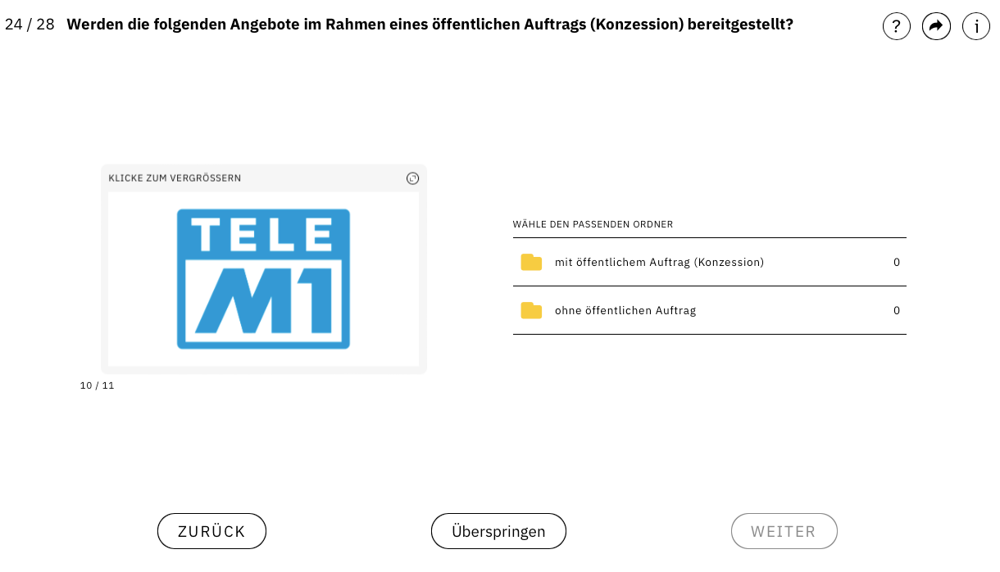 24 / 28 Werden die folgenden Angebote im Rahmen eines öffentlichen Auftrags (Konzession) bereitgestellt?
?
i
KLICKE ZUM VERGRÖSSERN
TELE
M1
10 / 11
WÄHLE DEN PASSENDEN ORDNER
mit öffentlichem Auftrag (Konzession) 0
ohne öffentlichen Auftrag 0
ZURÜCK
Überspringen
WEITER